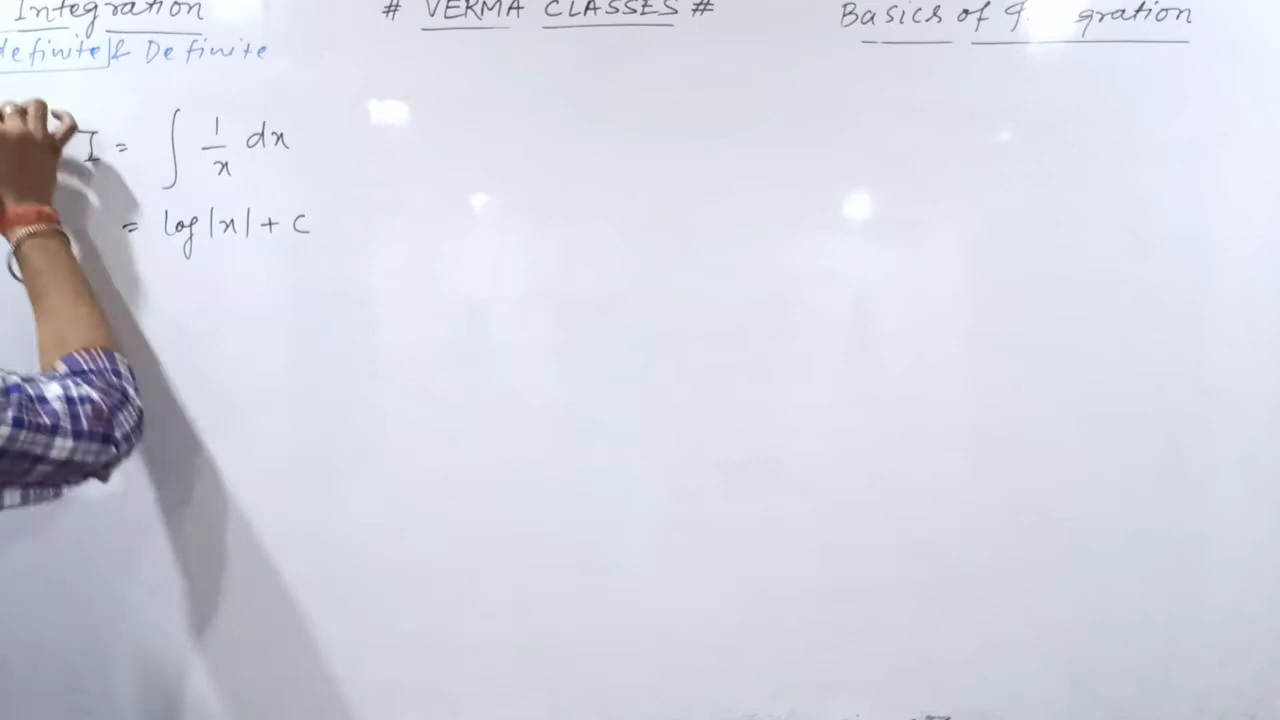 Integration
definite & Definite
# VERMA CLASSES #
Basics of gration
I = ∫ 1/x dx
= log|x| + c